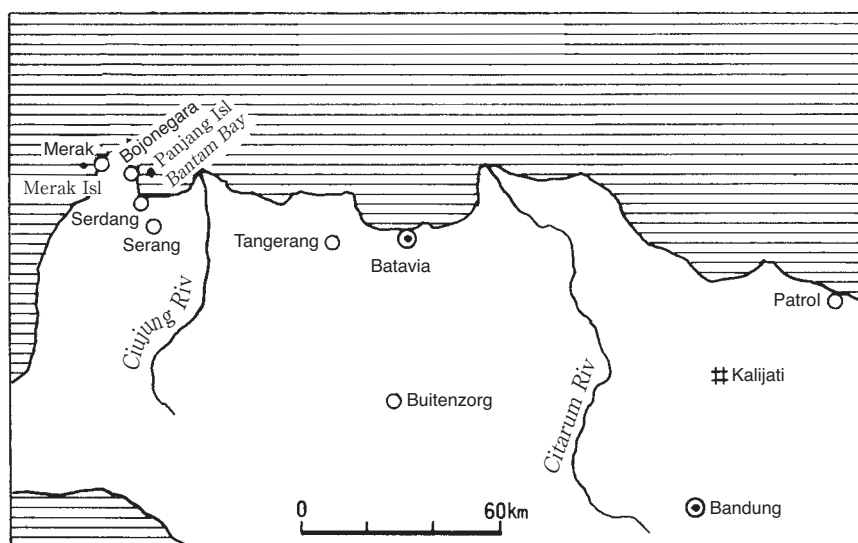 Merak
Bojonegara
Panjang Isl
Bantam Bay
Merak Isl
Serdang
Serang
Tangerang
Batavia
Patrol
Ciujung Riv
Kalijati
Buitenzorg
Citarum Riv
Bandung
0 60km